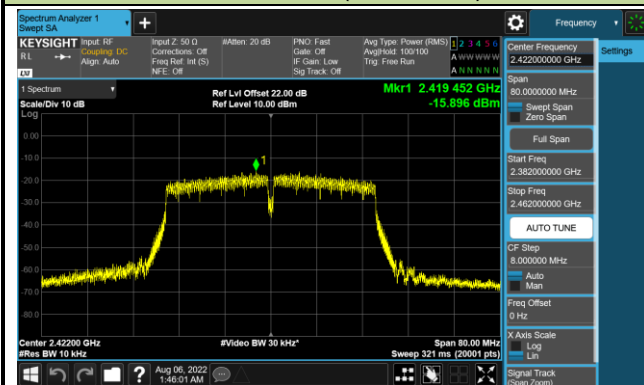 Spectrum Analyzer 1
Swept SA
Frequency
KEYSIGHT
RL
LXI
Input: RF
Coupling: DC
Align: Auto
Input Z: 50 Ω
Corrections: Off
Freq Ref: Int (S)
NFE: Off
#Atten: 20 dB
PNO: Fast
Gate: Off
IF Gain: Low
Sig Track: Off
Avg Type: Power (RMS)
Avg|Hold: 100/100
Trig: Free Run
1 2 3 4 5 6
A W W W W W
A N N N N N
1 Spectrum
Scale/Div 10 dB
Log
Ref Lvl Offset 22.00 dB
Ref Level 10.00 dBm
Mkr1 2.419 452 GHz
-15.896 dBm
1
0.00
-10.0
-20.0
-30.0
-40.0
-50.0
-60.0
-70.0
-80.0
Center 2.42200 GHz
#Res BW 10 kHz
#Video BW 30 kHz*
Span 80.00 MHz
Sweep 321 ms (20001 pts)
Aug 06, 2022
1:46:01 AM
Center Frequency
2.422000000 GHz
Settings
Span
80.0000000 MHz
Swept Span
Zero Span
Full Span
Start Freq
2.382000000 GHz
Stop Freq
2.462000000 GHz
AUTO TUNE
CF Step
8.000000 MHz
Auto
Man
Freq Offset
0 Hz
X Axis Scale
Log
Lin
Signal Track
(Span Zoom)